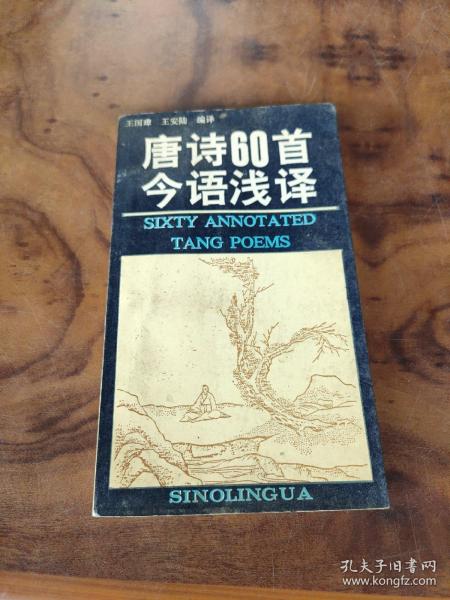 王国璋 王安陆 编译
唐诗60首
今语浅译
SIXTY ANNOTATED
TANG POEMS
SINOLINGUA
孔夫子旧书网
www.kongfz.com